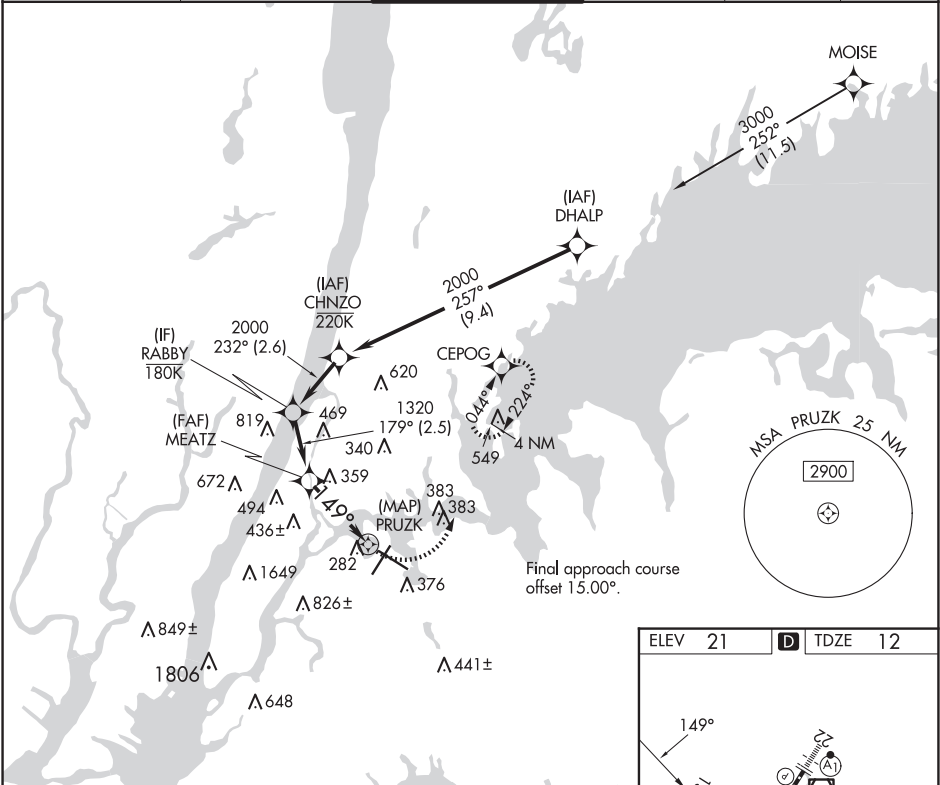 MOISE
3000
252°
(11.5)
(IAF)
DHALP
2000
257°
(9.4)
(IAF)
CHNZO
220K
2000
232° (2.6)
(IF)
RABBY
180K
CEPOG
620
044°
224°
4 NM
549
819
469
1320
179° (2.5)
340
(FAF)
MEATZ
359
672
494
436±
149°
(MAP)
PRUZK
383
383
282
376
1649
826±
849±
1806
648
441±
Final approach course
offset 15.00°.
MSA PRUZK 25 NM
2900
ELEV 21
D
TDZE 12
149°
22
A1
P